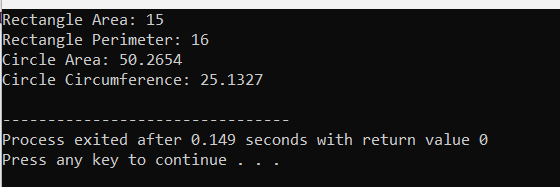 Rectangle Area: 15
Rectangle Perimeter: 16
Circle Area: 50.2654
Circle Circumference: 25.1327
--------------------------------
Process exited after 0.149 seconds with return value 0
Press any key to continue . . .